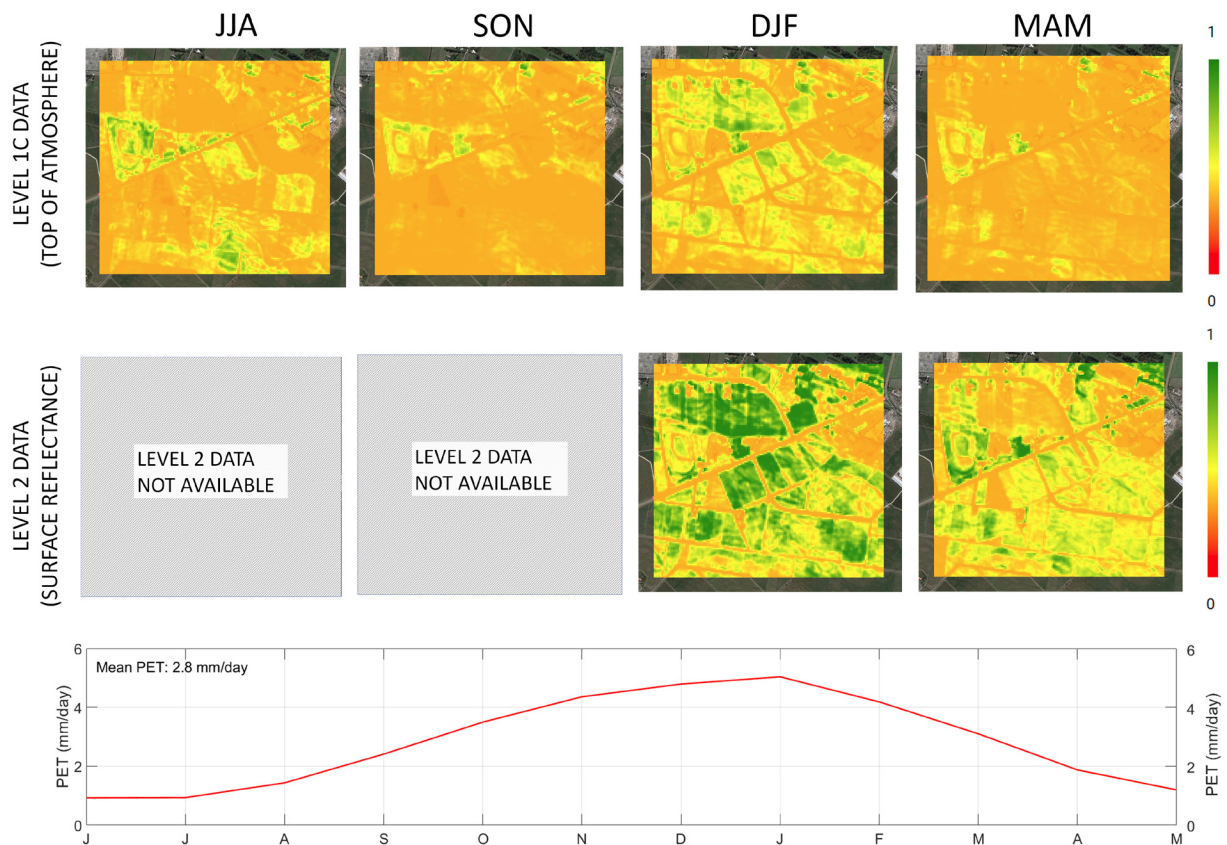 JJA SON DJF MAM
LEVEL 1C DATA
(TOP OF ATMOSPHERE)
1
0
LEVEL 2 DATA
(SURFACE REFLECTANCE)
LEVEL 2 DATA
NOT AVAILABLE
LEVEL 2 DATA
NOT AVAILABLE
1
0
Mean PET: 2.8 mm/day
PET (mm/day)
6
4
2
0
6
4
2
0
PET (mm/day)
J J A S O N D J F M A M